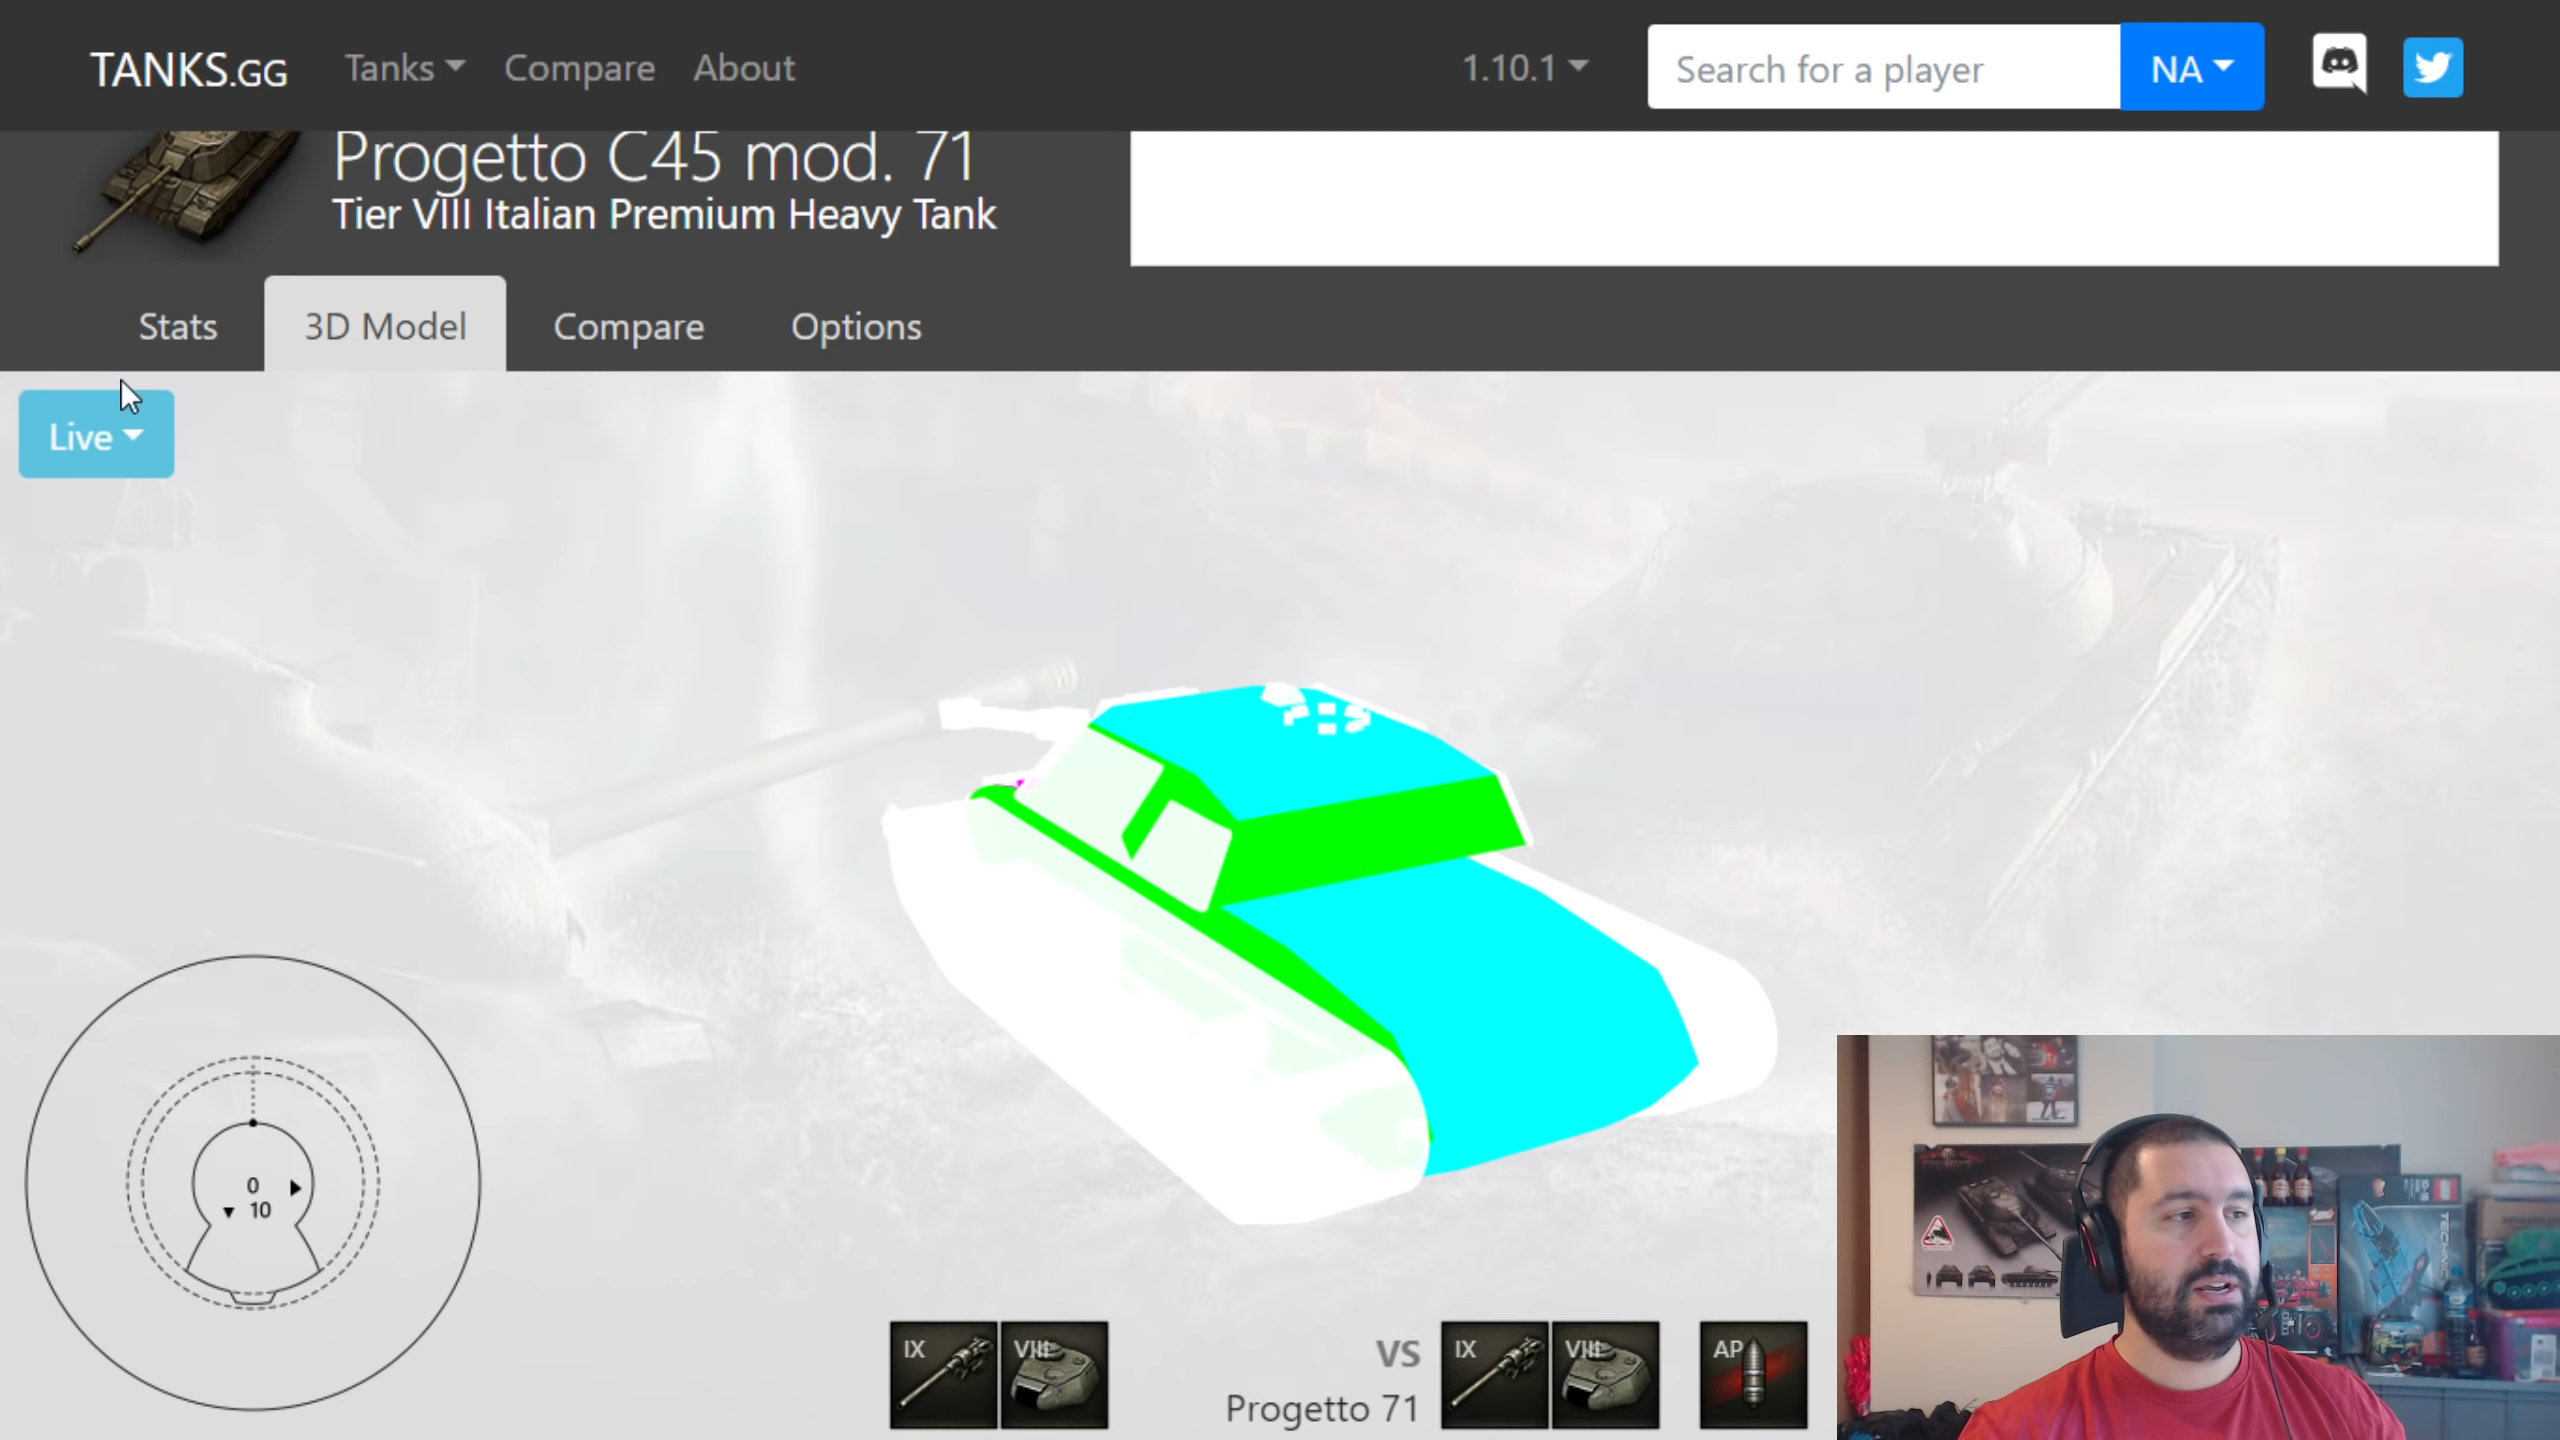 TANKS.GG
Tanks
Compare
About
1.10.1
Search for a player
NA
Progetto C45 mod. 71
Tier VIII Italian Premium Heavy Tank
Stats
3D Model
Compare
Options
Live
0
10
IX
VIII
VS
Progetto 71
IX
VIII
AP
LEGO
TECHNIC